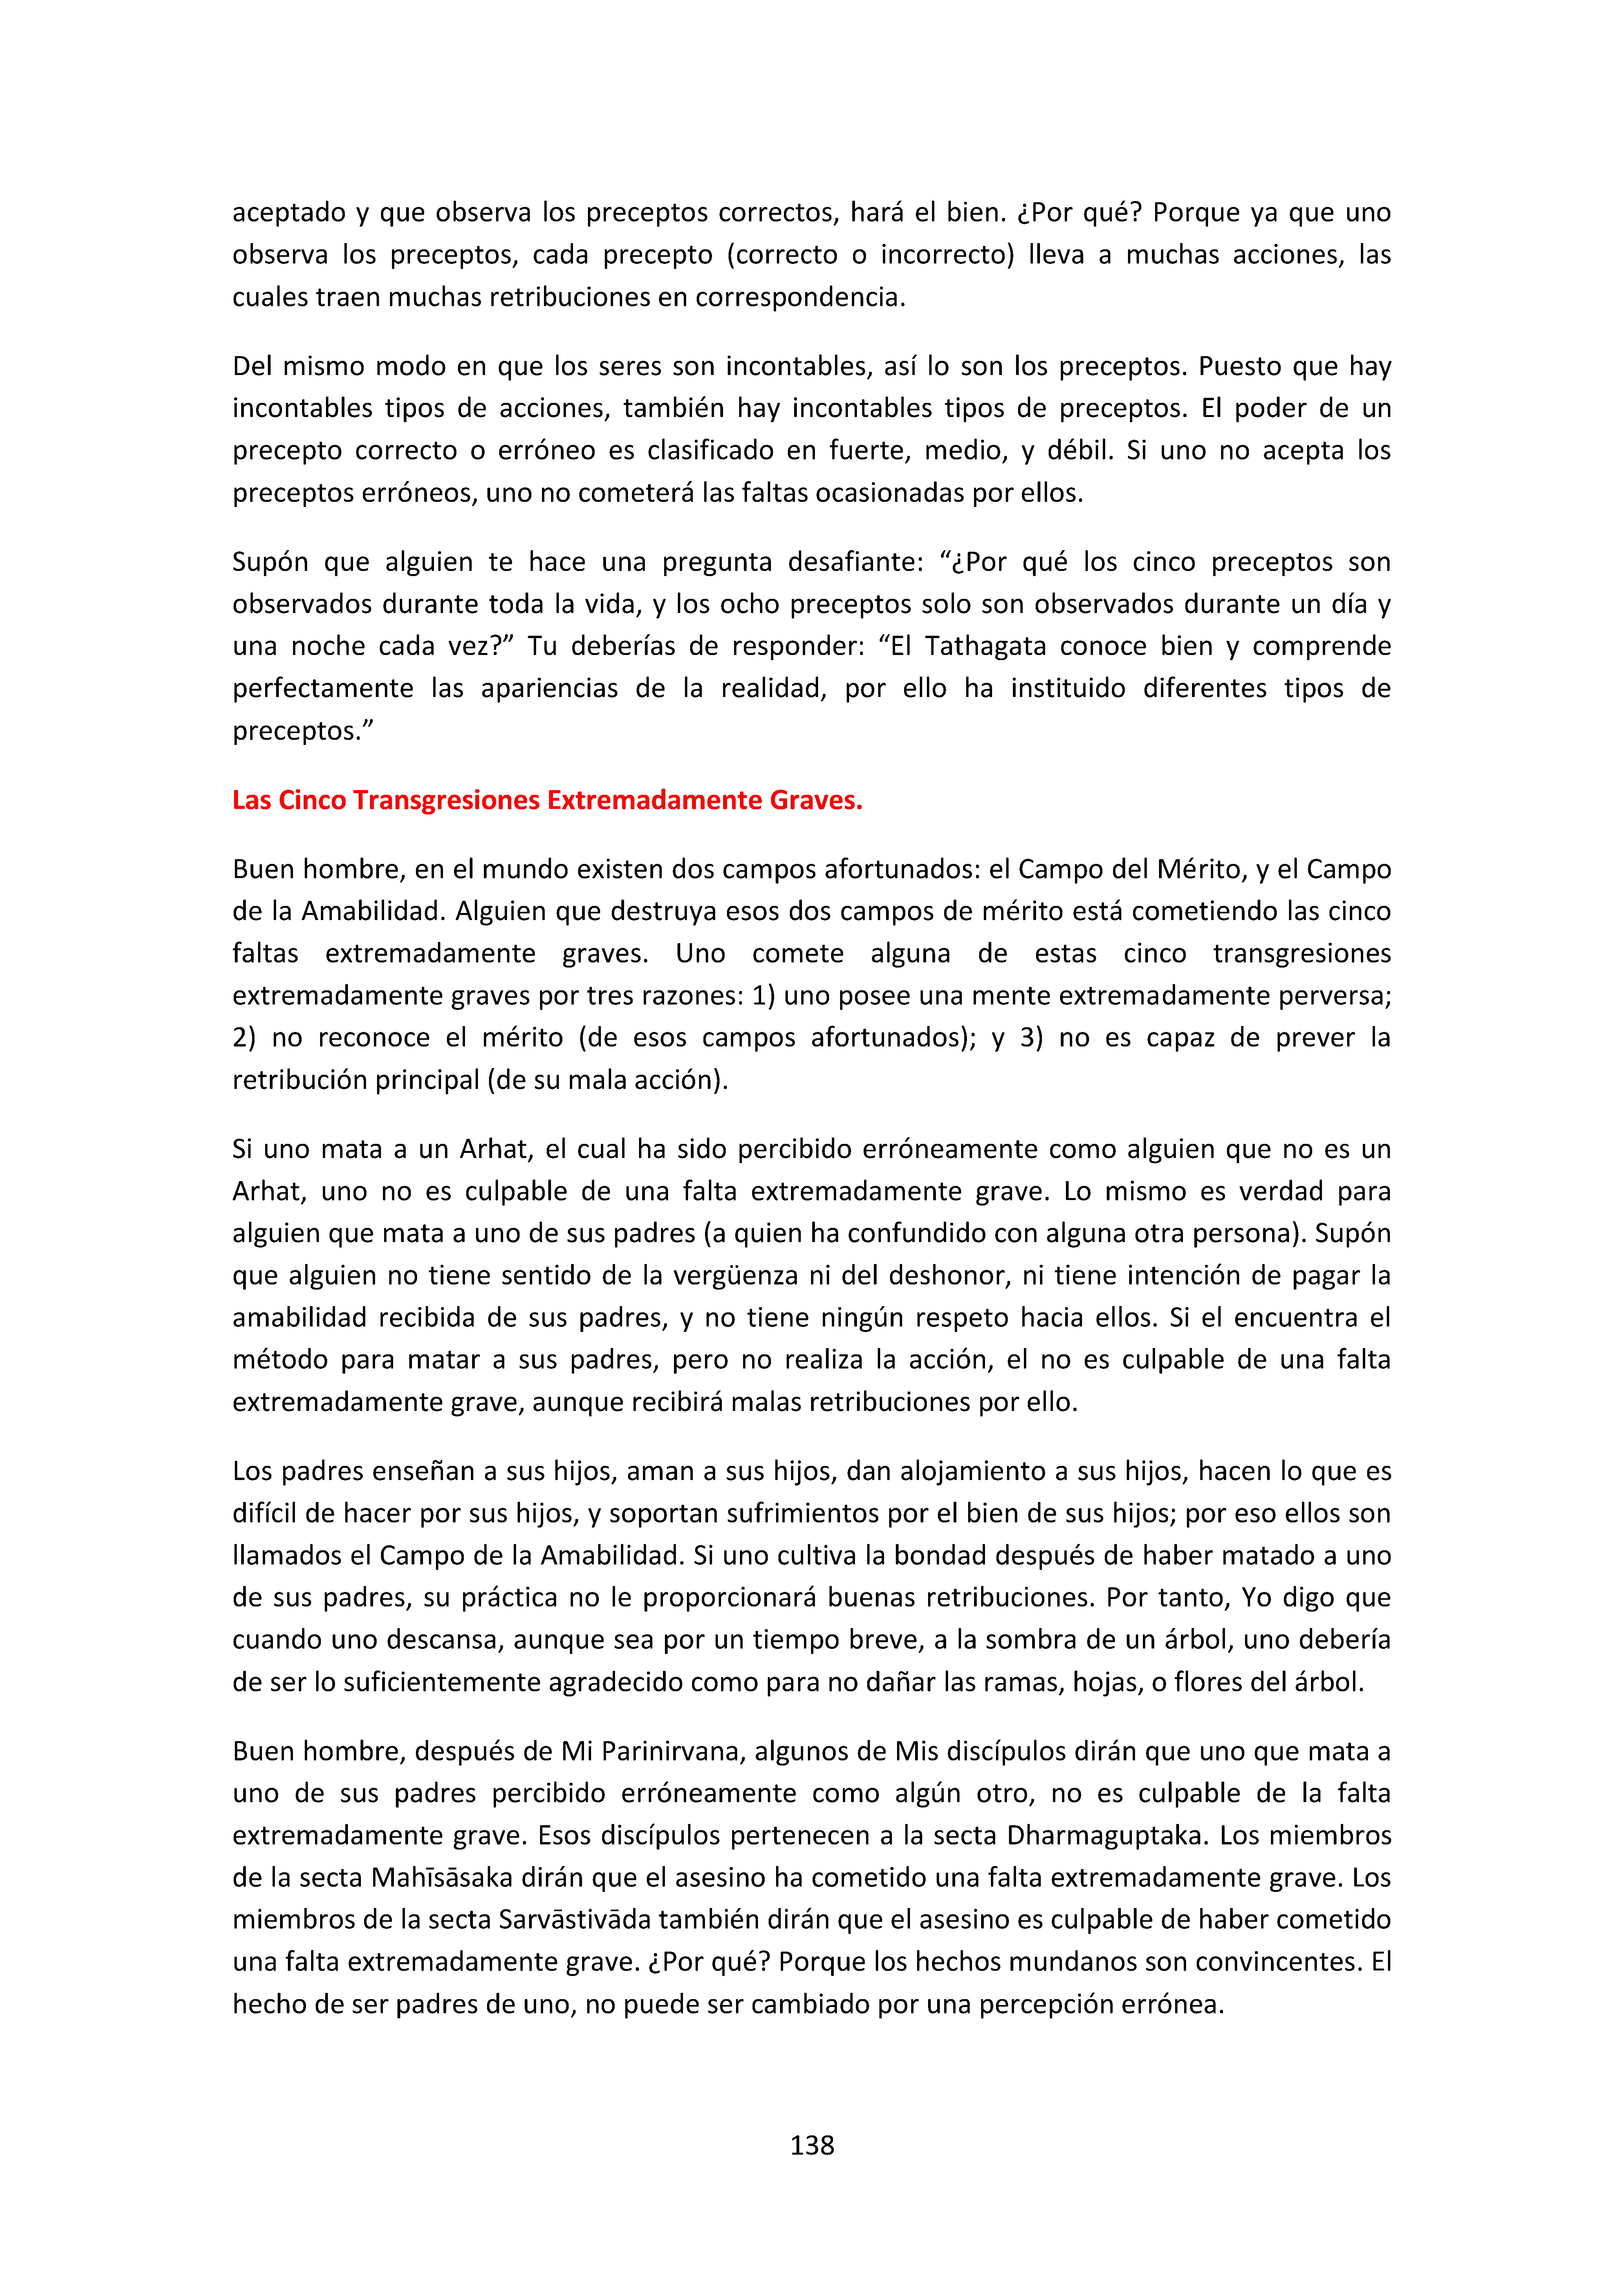 aceptado y que observa los preceptos correctos, hará el bien. ¿Por qué? Porque ya que uno
observa los preceptos, cada precepto (correcto o incorrecto) lleva a muchas acciones, las
cuales traen muchas retribuciones en correspondencia.
Del mismo modo en que los seres son incontables, así lo son los preceptos. Puesto que hay
incontables tipos de acciones, también hay incontables tipos de preceptos. El poder de un
precepto correcto o erróneo es clasificado en fuerte, medio, y débil. Si uno no acepta los
preceptos erróneos, uno no cometerá las faltas ocasionadas por ellos.
Supón que alguien te hace una pregunta desafiante: “¿Por qué los cinco preceptos son
observados durante toda la vida, y los ocho preceptos solo son observados durante un día y
una noche cada vez?” Tu deberías de responder: “El Tathagata conoce bien y comprende
perfectamente las apariencias de la realidad, por ello ha instituido diferentes tipos de
preceptos.”
Las Cinco Transgresiones Extremadamente Graves.
Buen hombre, en el mundo existen dos campos afortunados: el Campo del Mérito, y el Campo
de la Amabilidad. Alguien que destruya esos dos campos de mérito está cometiendo las cinco
faltas extremadamente graves. Uno comete alguna de estas cinco transgresiones
extremadamente graves por tres razones: 1) uno posee una mente extremadamente perversa;
2) no reconoce el mérito (de esos campos afortunados); y 3) no es capaz de prever la
retribución principal (de su mala acción).
Si uno mata a un Arhat, el cual ha sido percibido erróneamente como alguien que no es un
Arhat, uno no es culpable de una falta extremadamente grave. Lo mismo es verdad para
alguien que mata a uno de sus padres (a quien ha confundido con alguna otra persona). Supón
que alguien no tiene sentido de la vergüenza ni del deshonor, ni tiene intención de pagar la
amabilidad recibida de sus padres, y no tiene ningún respeto hacia ellos. Si el encuentra el
método para matar a sus padres, pero no realiza la acción, el no es culpable de una falta
extremadamente grave, aunque recibirá malas retribuciones por ello.
Los padres enseñan a sus hijos, aman a sus hijos, dan alojamiento a sus hijos, hacen lo que es
difícil de hacer por sus hijos, y soportan sufrimientos por el bien de sus hijos; por eso ellos son
llamados el Campo de la Amabilidad. Si uno cultiva la bondad después de haber matado a uno
de sus padres, su práctica no le proporcionará buenas retribuciones. Por tanto, Yo digo que
cuando uno descansa, aunque sea por un tiempo breve, a la sombra de un árbol, uno debería
de ser lo suficientemente agradecido como para no dañar las ramas, hojas, o flores del árbol.
Buen hombre, después de Mi Parinirvana, algunos de Mis discípulos dirán que uno que mata a
uno de sus padres percibido erróneamente como algún otro, no es culpable de la falta
extremadamente grave. Esos discípulos pertenecen a la secta Dharmaguptaka. Los miembros
de la secta Mahīsāsaka dirán que el asesino ha cometido una falta extremadamente grave. Los
miembros de la secta Sarvāstivāda también dirán que el asesino es culpable de haber cometido
una falta extremadamente grave. ¿Por qué? Porque los hechos mundanos son convincentes. El
hecho de ser padres de uno, no puede ser cambiado por una percepción errónea.
138